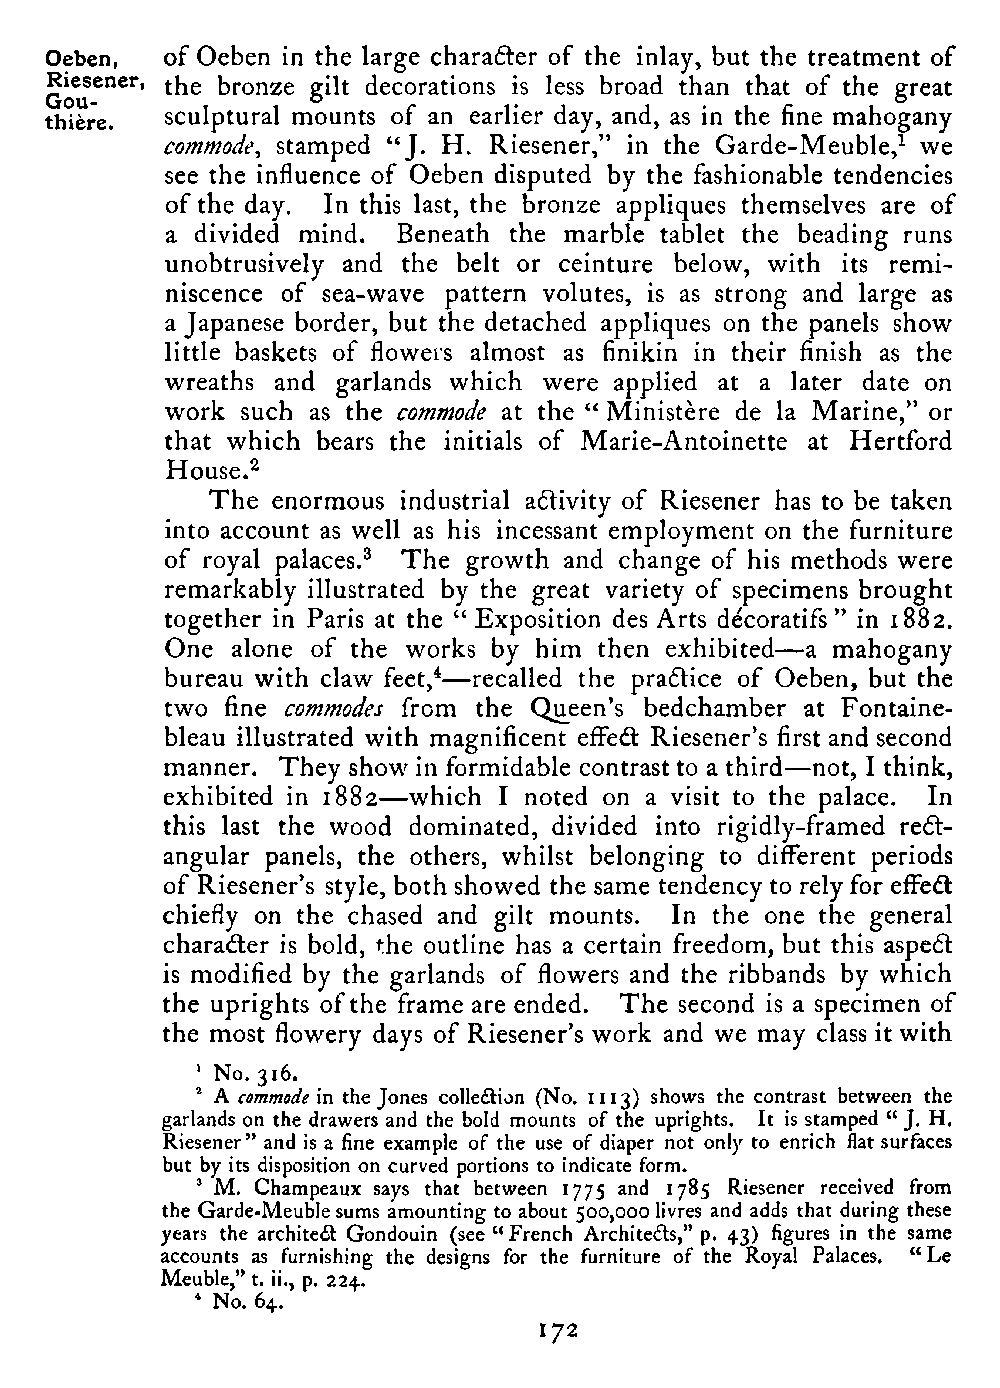 Oeben,
Riesener,
Gou-
thière.
of Oeben in the large character of the inlay, but the treatment of
the bronze gilt decorations is less broad than that of the great
sculptural mounts of an earlier day, and, as in the fine mahogany
commode, stamped “J. H. Riesener,” in the Garde-Meuble,¹ we
see the influence of Oeben disputed by the fashionable tendencies
of the day. In this last, the bronze appliques themselves are of
a divided mind. Beneath the marble tablet the beading runs
unobtrusively and the belt or ceinture below, with its remi-
niscence of sea-wave pattern volutes, is as strong and large as
a Japanese border, but the detached appliques on the panels show
little baskets of flowers almost as finikin in their finish as the
wreaths and garlands which were applied at a later date on
work such as the commode at the “Ministère de la Marine,” or
that which bears the initials of Marie-Antoinette at Hertford
House.²
The enormous industrial activity of Riesener has to be taken
into account as well as his incessant employment on the furniture
of royal palaces.³ The growth and change of his methods were
remarkably illustrated by the great variety of specimens brought
together in Paris at the “Exposition des Arts décoratifs” in 1882.
One alone of the works by him then exhibited—a mahogany
bureau with claw feet,⁴—recalled the practice of Oeben, but the
two fine commodes from the Queen’s bedchamber at Fontaine-
bleau illustrated with magnificent effect Riesener’s first and second
manner. They show in formidable contrast to a third—not, I think,
exhibited in 1882—which I noted on a visit to the palace. In
this last the wood dominated, divided into rigidly-framed rect-
angular panels, the others, whilst belonging to different periods
of Riesener’s style, both showed the same tendency to rely for effect
chiefly on the chased and gilt mounts. In the one the general
character is bold, the outline has a certain freedom, but this aspect
is modified by the garlands of flowers and the ribbands by which
the uprights of the frame are ended. The second is a specimen of
the most flowery days of Riesener’s work and we may class it with
¹ No. 316.
² A commode in the Jones collection (No. 1113) shows the contrast between the
garlands on the drawers and the bold mounts of the uprights. It is stamped “J. H.
Riesener” and is a fine example of the use of diaper not only to enrich flat surfaces
but by its disposition on curved portions to indicate form.
³ M. Champeaux says that between 1775 and 1785 Riesener received from
the Garde-Meuble sums amounting to about 500,000 livres and adds that during these
years the architect Gondouin (see “French Architects,” p. 43) figures in the same
accounts as furnishing the designs for the furniture of the Royal Palaces. “Le
Meuble,” t. ii., p. 224.
⁴ No. 64.
172